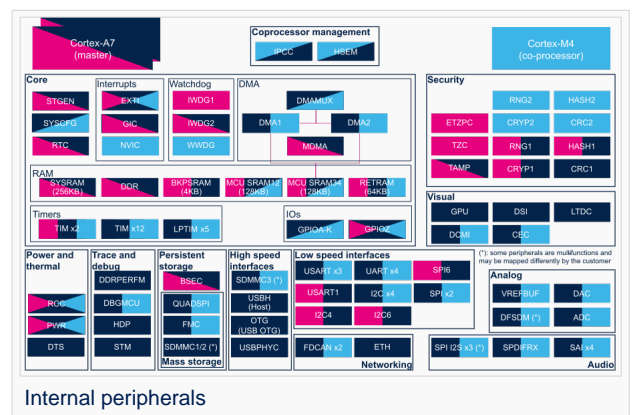 Cortex-A7
(master)
Coprocessor management
IPCC
HSEM
Cortex-M4
(co-processor)
Core
STGEN
SYSCFG
RTC
Interrupts
EXTI
GIC
NVIC
Watchdog
IWDG1
IWDG2
WWDG
DMA
DMAMUX
DMA1
DMA2
MDMA
Security
RNG2
HASH2
ETZPC
CRYP2
CRC2
TZC
RNG1
HASH1
TAMP
CRYP1
CRC1
RAM
SYSRAM
(256KB)
DDR
BKPSRAM
(4KB)
MCU SRAM12
(128KB)
MCU SRAM34
(128KB)
RETRAM
(64KB)
Timers
TIM x2
TIM x12
LPTIM x5
IOs
GPIOA-K
GPIOZ
Visual
GPU
DSI
LTDC
DCMI
CEC
(*): some peripherals are multifunctions and
may be mapped differently by the customer
Power and
thermal
ROC
PWR
DTS
Trace and
debug
DDRPERFM
DBGMCU
HDP
STM
Persistent
storage
BSEC
QUADSPI
FMC
SDMMC1/2 (*)
Mass storage
High speed
interfaces
SDMMC3 (*)
USBH
(Host)
OTG
(USB OTG)
USBPHYC
Low speed interfaces
USART x3
UART x4
SPI6
USART1
I2C x4
SPI x2
I2C4
I2C6
FDCAN x2
ETH
Networking
Analog
VREFBUF
DAC
DFSDM (*)
ADC
SPI I2S x3 (*)
SPDIFRX
SAI x4
Audio
Internal peripherals